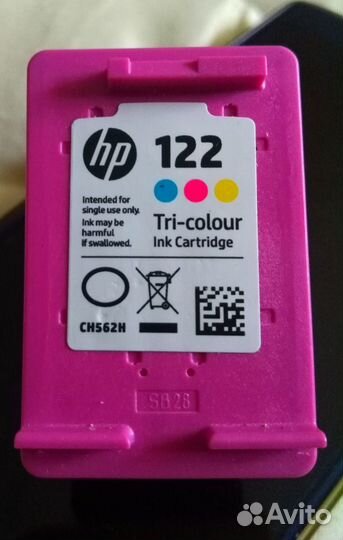 hp 122
Intended for
single use only.
Ink may be
harmful
if swallowed.
Tri-colour
Ink Cartridge
CH562H
SB28
Avito